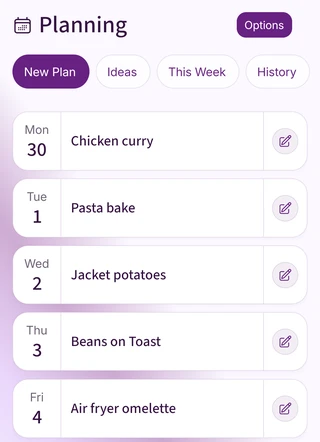 Planning
Options
New Plan
Ideas
This Week
History
Mon
30
Chicken curry
Tue
1
Pasta bake
Wed
2
Jacket potatoes
Thu
3
Beans on Toast
Fri
4
Air fryer omelette